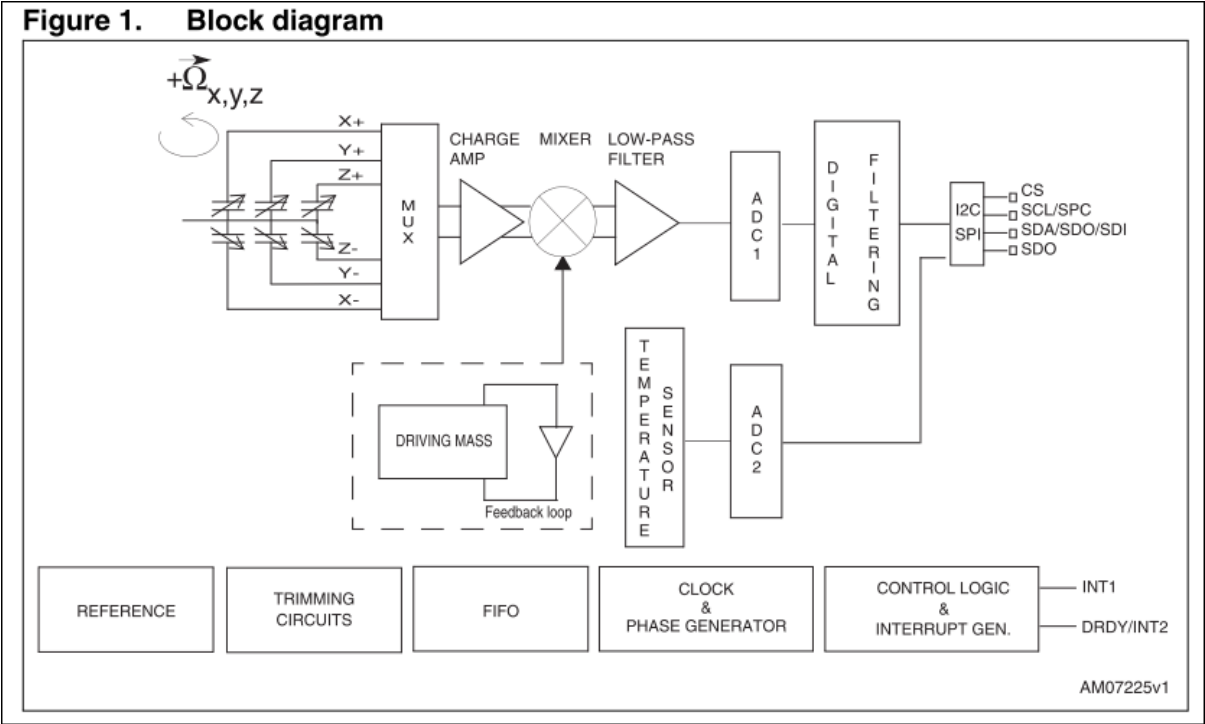 Figure 1. Block diagram
+Ω→x,y,z
X+
Y+
Z+
Z-
Y-
X-
MUX
CHARGE
AMP
MIXER
LOW-PASS
FILTER
ADC1
DIGITAL
FILTERING
I2C
SPI
CS
SCL/SPC
SDA/SDO/SDI
SDO
DRIVING MASS
Feedback loop
TEMPERATURE
SENSOR
ADC2
REFERENCE
TRIMMING
CIRCUITS
FIFO
CLOCK
&
PHASE GENERATOR
CONTROL LOGIC
&
INTERRUPT GEN.
INT1
DRDY/INT2
AM07225v1